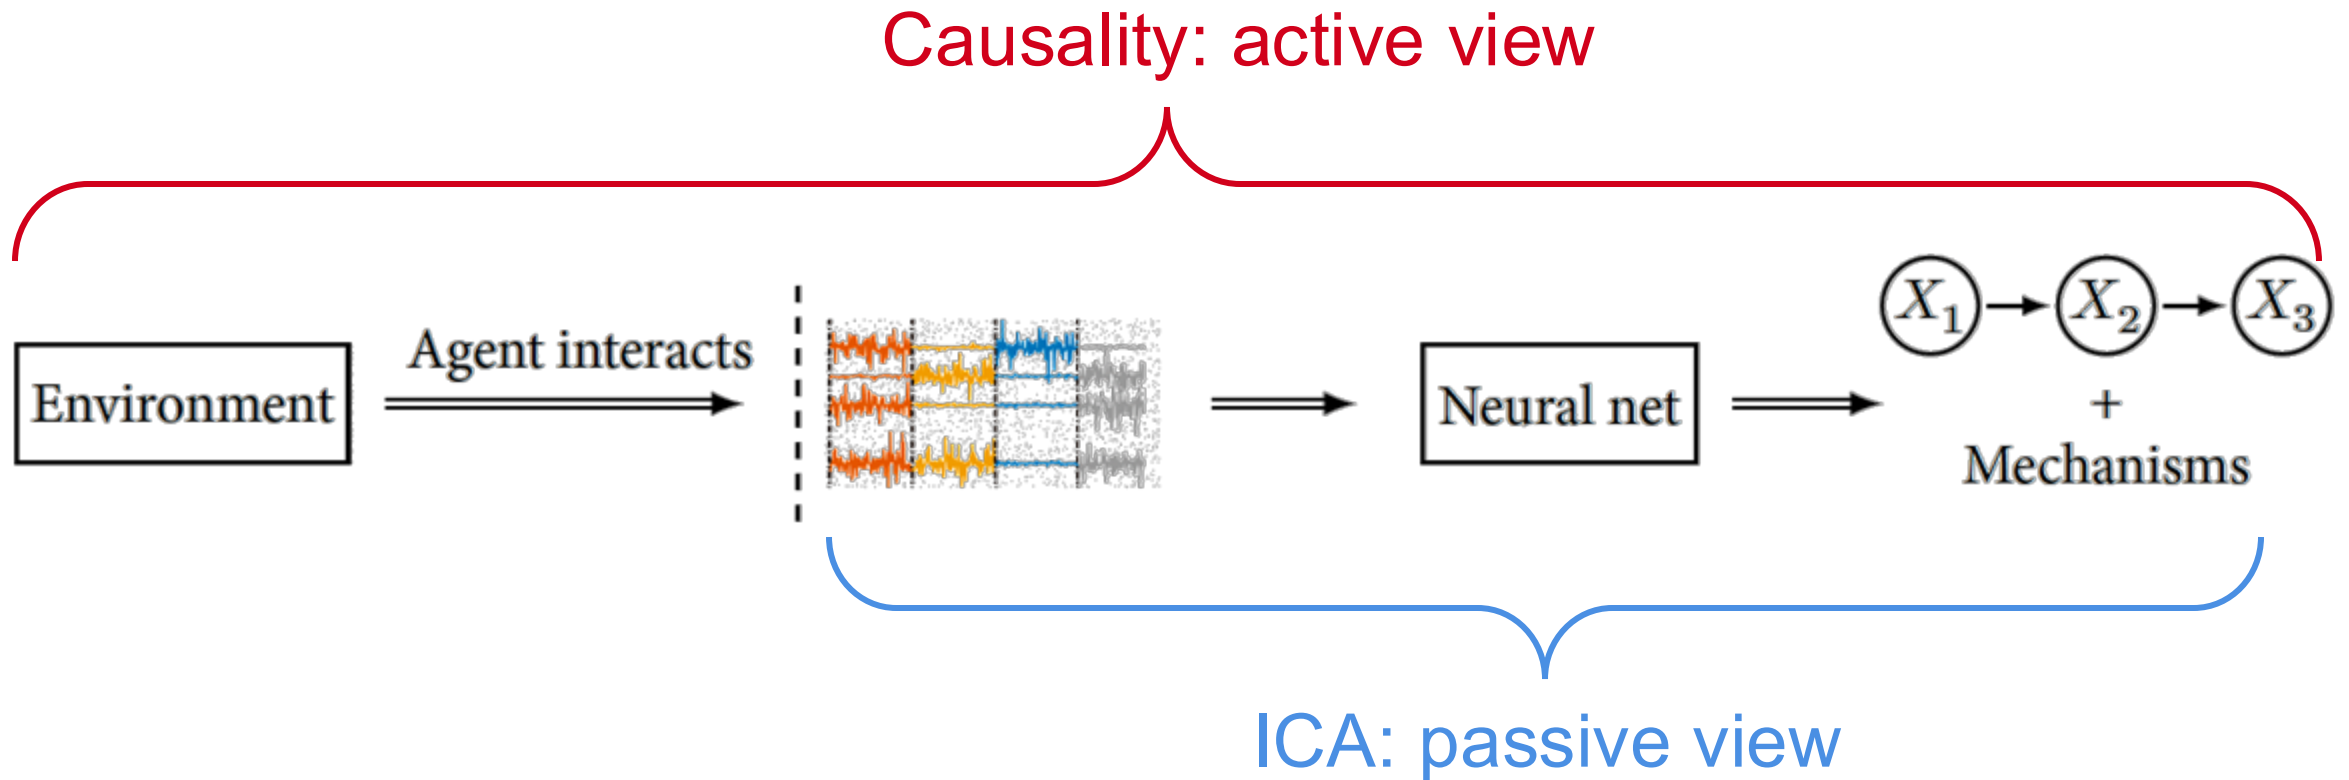 Causality: active view
Environment
Agent interacts
Neural net
X₁ X₂ X₃
+
Mechanisms
ICA: passive view